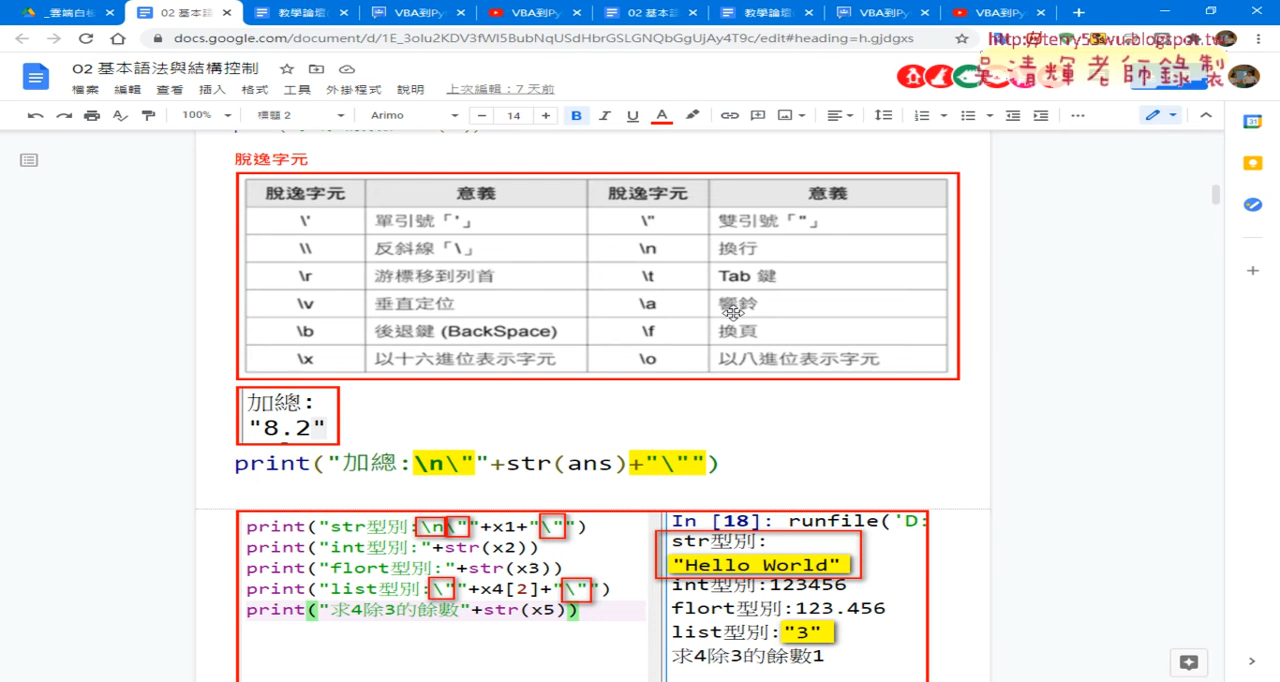 _雲端白板
02 基本語
教學論壇(
VBA到Py
VBA到Py
02 基本
教學論壇(
VBA到Py
VBA到Py
docs.google.com/document/d/1E_3olu2KDV3fWI5BubNqUSdHbrGSLGNQbGgUjAy4T9c/edit#heading=h.gjdgxs
http://terry55wu.blogspot.tw
吳清輝老師錄製
02 基本語法與結構控制
檔案 編輯 查看 插入 格式 工具 外掛程式 說明 上次編輯：7 天前
100% 標題 2 Arimo 14 B I U A
脫逸字元
脫逸字元 意義 脫逸字元 意義
\' 單引號「'」 \" 雙引號「"」
\\ 反斜線「\」 \n 換行
\r 游標移到列首 \t Tab 鍵
\v 垂直定位 \a 響鈴
\b 後退鍵 (BackSpace) \f 換頁
\x 以十六進位表示字元 \o 以八進位表示字元
加總:
"8.2"
print("加總:\n\""+str(ans)+"\"")
print("str型別:\n\""+x1+"\"")
print("int型別:"+str(x2))
print("flort型別:"+str(x3))
print("list型別:\""+x4[2]+"\"")
print("求4除3的餘數"+str(x5))
In [18]: runfile('D:
str型別:
"Hello World"
int型別:123456
flort型別:123.456
list型別:"3"
求4除3的餘數1